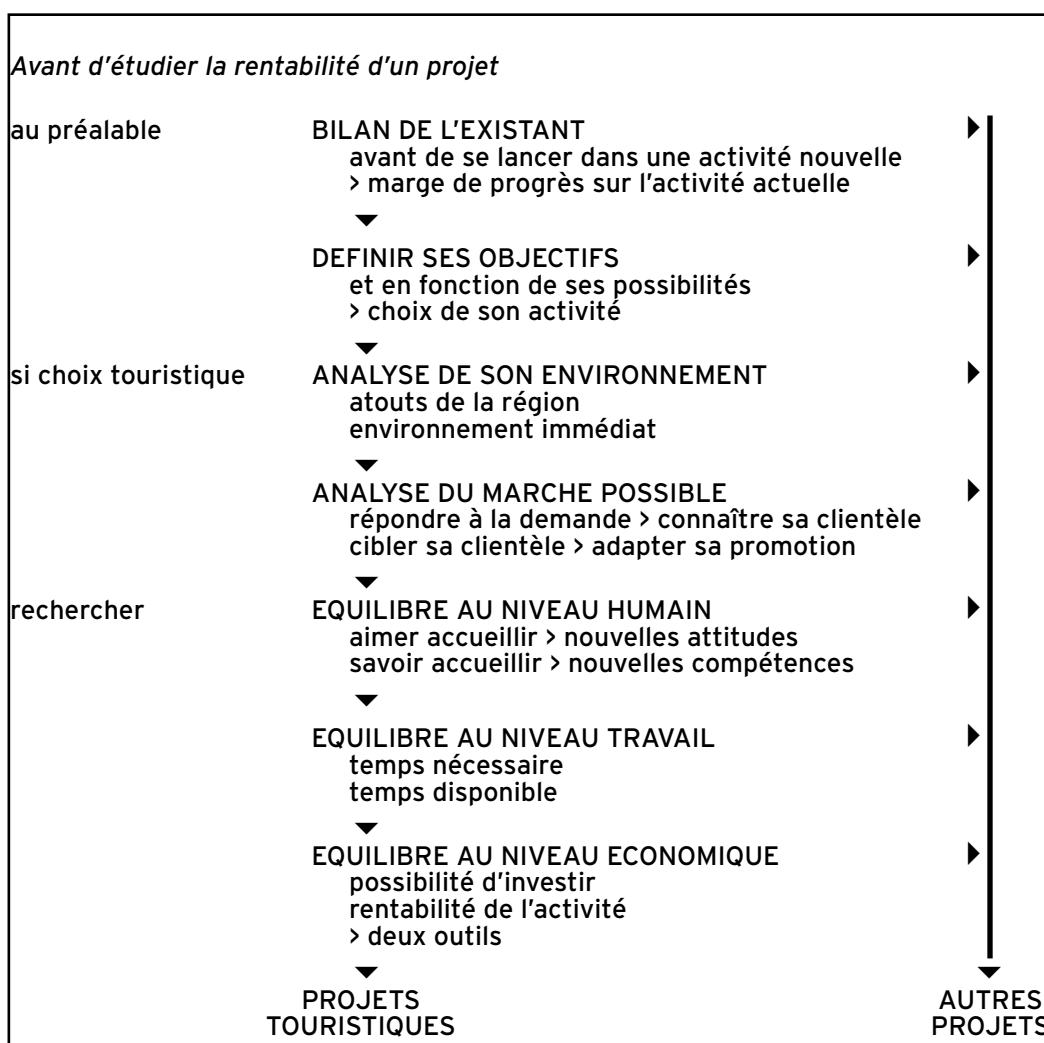 Avant d'étudier la rentabilité d'un projet
au préalable BILAN DE L'EXISTANT
avant de se lancer dans une activité nouvelle
> marge de progrès sur l'activité actuelle
DEFINIR SES OBJECTIFS
et en fonction de ses possibilités
> choix de son activité
si choix touristique ANALYSE DE SON ENVIRONNEMENT
atouts de la région
environnement immédiat
ANALYSE DU MARCHE POSSIBLE
répondre à la demande > connaître sa clientèle
cibler sa clientèle > adapter sa promotion
rechercher EQUILIBRE AU NIVEAU HUMAIN
aimer accueillir > nouvelles attitudes
savoir accueillir > nouvelles compétences
EQUILIBRE AU NIVEAU TRAVAIL
temps nécessaire
temps disponible
EQUILIBRE AU NIVEAU ECONOMIQUE
possibilité d'investir
rentabilité de l'activité
> deux outils
PROJETS
TOURISTIQUES
AUTRES
PROJETS